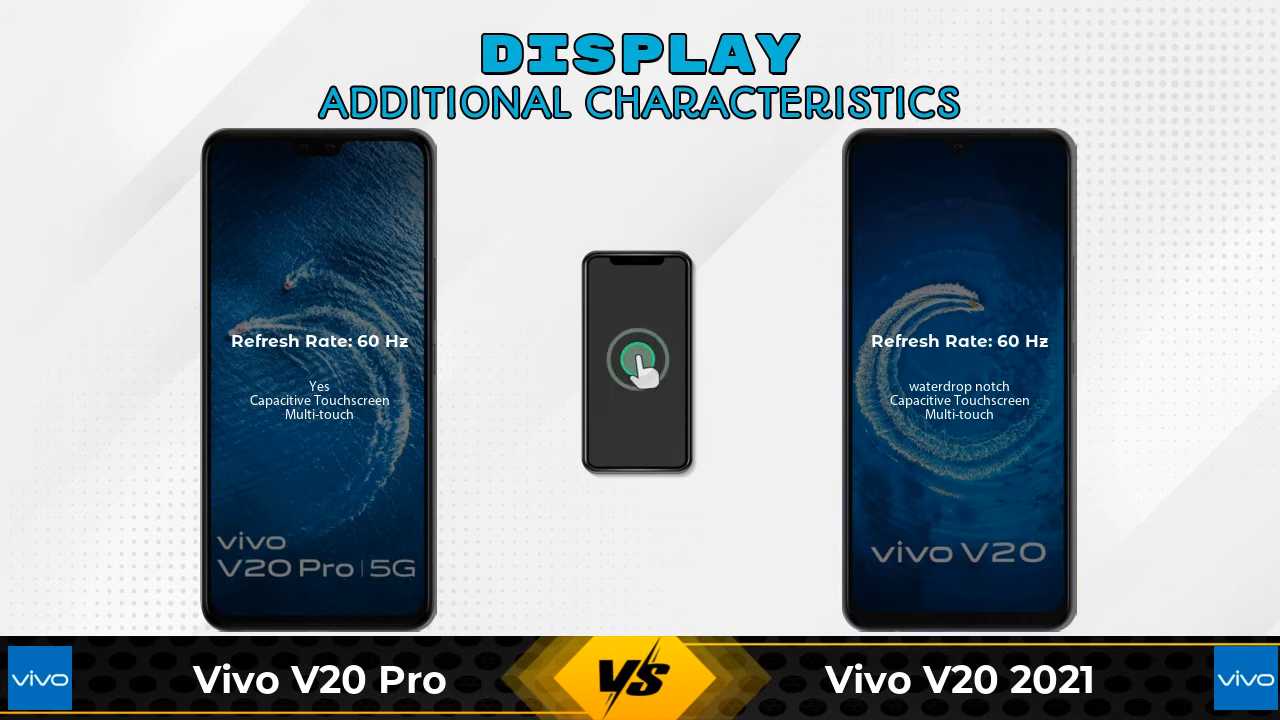 DISPLAY
ADDITIONAL CHARACTERISTICS
Refresh Rate: 60 Hz
Yes
Capacitive Touchscreen
Multi-touch
vivo
V20 Pro | 5G
Refresh Rate: 60 Hz
waterdrop notch
Capacitive Touchscreen
Multi-touch
vivo V20
vivo
Vivo V20 Pro
VS
Vivo V20 2021
vivo